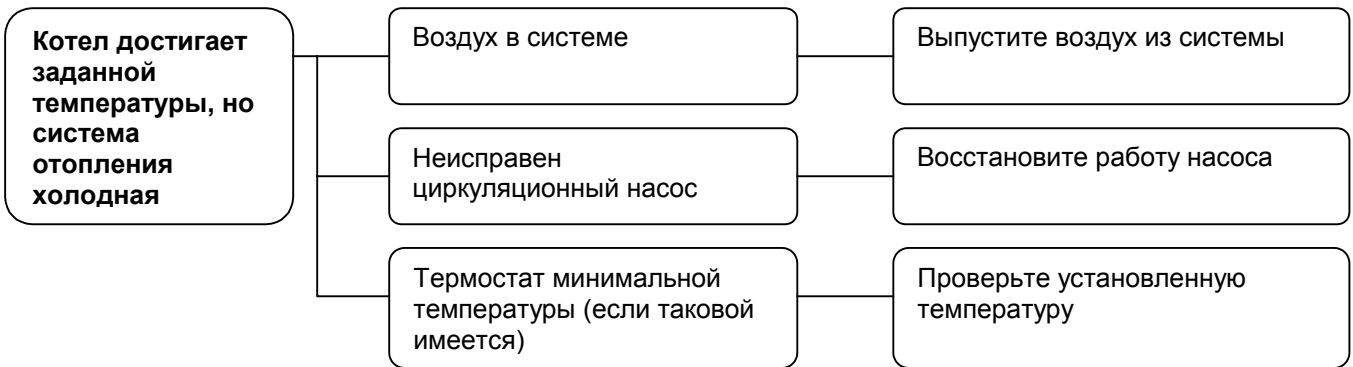 Котел достигает
заданной
температуры, но
система
отопления
холодная
Воздух в системе
Выпустите воздух из системы
Неисправен
циркуляционный насос
Восстановите работу насоса
Термостат минимальной
температуры (если таковой
имеется)
Проверьте установленную
температуру